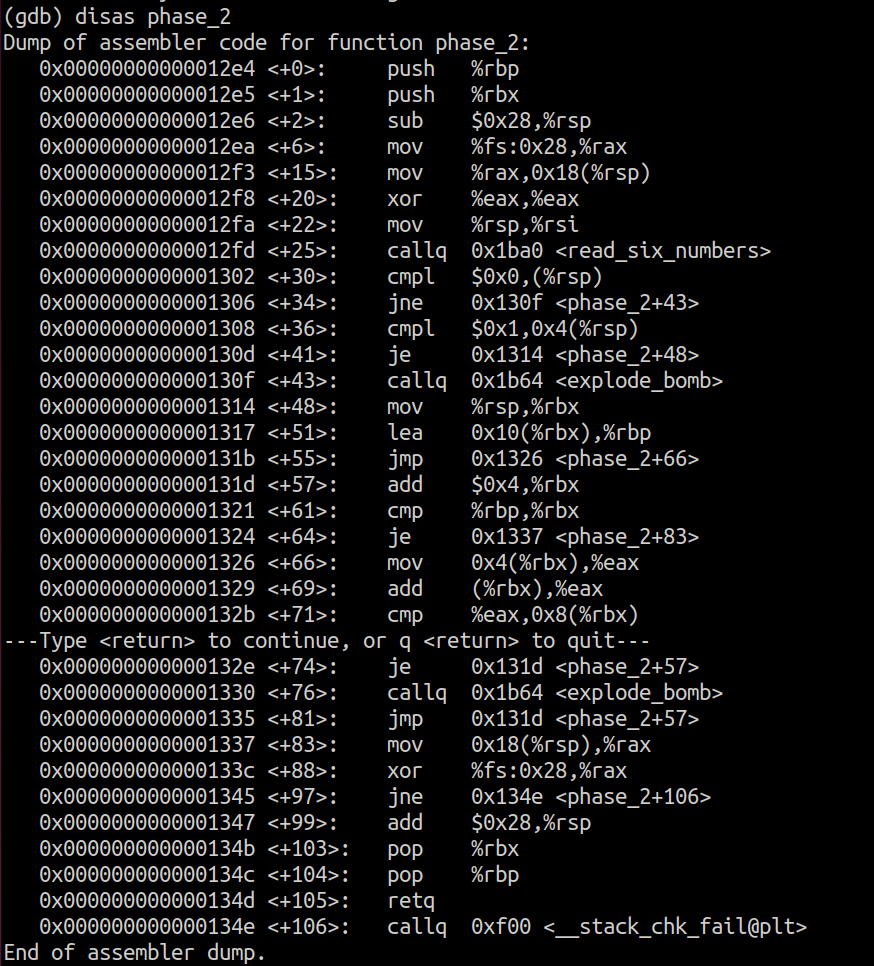 (gdb) disas phase_2
Dump of assembler code for function phase_2:
   0x00000000000012e4 <+0>:     push   %rbp
   0x00000000000012e5 <+1>:     push   %rbx
   0x00000000000012e6 <+2>:     sub    $0x28,%rsp
   0x00000000000012ea <+6>:     mov    %fs:0x28,%rax
   0x00000000000012f3 <+15>:    mov    %rax,0x18(%rsp)
   0x00000000000012f8 <+20>:    xor    %eax,%eax
   0x00000000000012fa <+22>:    mov    %rsp,%rsi
   0x00000000000012fd <+25>:    callq  0x1ba0 <read_six_numbers>
   0x0000000000001302 <+30>:    cmpl   $0x0,(%rsp)
   0x0000000000001306 <+34>:    jne    0x130f <phase_2+43>
   0x0000000000001308 <+36>:    cmpl   $0x1,0x4(%rsp)
   0x000000000000130d <+41>:    je     0x1314 <phase_2+48>
   0x000000000000130f <+43>:    callq  0x1b64 <explode_bomb>
   0x0000000000001314 <+48>:    mov    %rsp,%rbx
   0x0000000000001317 <+51>:    lea    0x10(%rbx),%rbp
   0x000000000000131b <+55>:    jmp    0x1326 <phase_2+66>
   0x000000000000131d <+57>:    add    $0x4,%rbx
   0x0000000000001321 <+61>:    cmp    %rbp,%rbx
   0x0000000000001324 <+64>:    je     0x1337 <phase_2+83>
   0x0000000000001326 <+66>:    mov    0x4(%rbx),%eax
   0x0000000000001329 <+69>:    add    (%rbx),%eax
   0x000000000000132b <+71>:    cmp    %eax,0x8(%rbx)
---Type <return> to continue, or q <return> to quit---
   0x000000000000132e <+74>:    je     0x131d <phase_2+57>
   0x0000000000001330 <+76>:    callq  0x1b64 <explode_bomb>
   0x0000000000001335 <+81>:    jmp    0x131d <phase_2+57>
   0x0000000000001337 <+83>:    mov    0x18(%rsp),%rax
   0x000000000000133c <+88>:    xor    %fs:0x28,%rax
   0x0000000000001345 <+97>:    jne    0x134e <phase_2+106>
   0x0000000000001347 <+99>:    add    $0x28,%rsp
   0x000000000000134b <+103>:   pop    %rbx
   0x000000000000134c <+104>:   pop    %rbp
   0x000000000000134d <+105>:   retq
   0x000000000000134e <+106>:   callq  0xf00 <__stack_chk_fail@plt>
End of assembler dump.